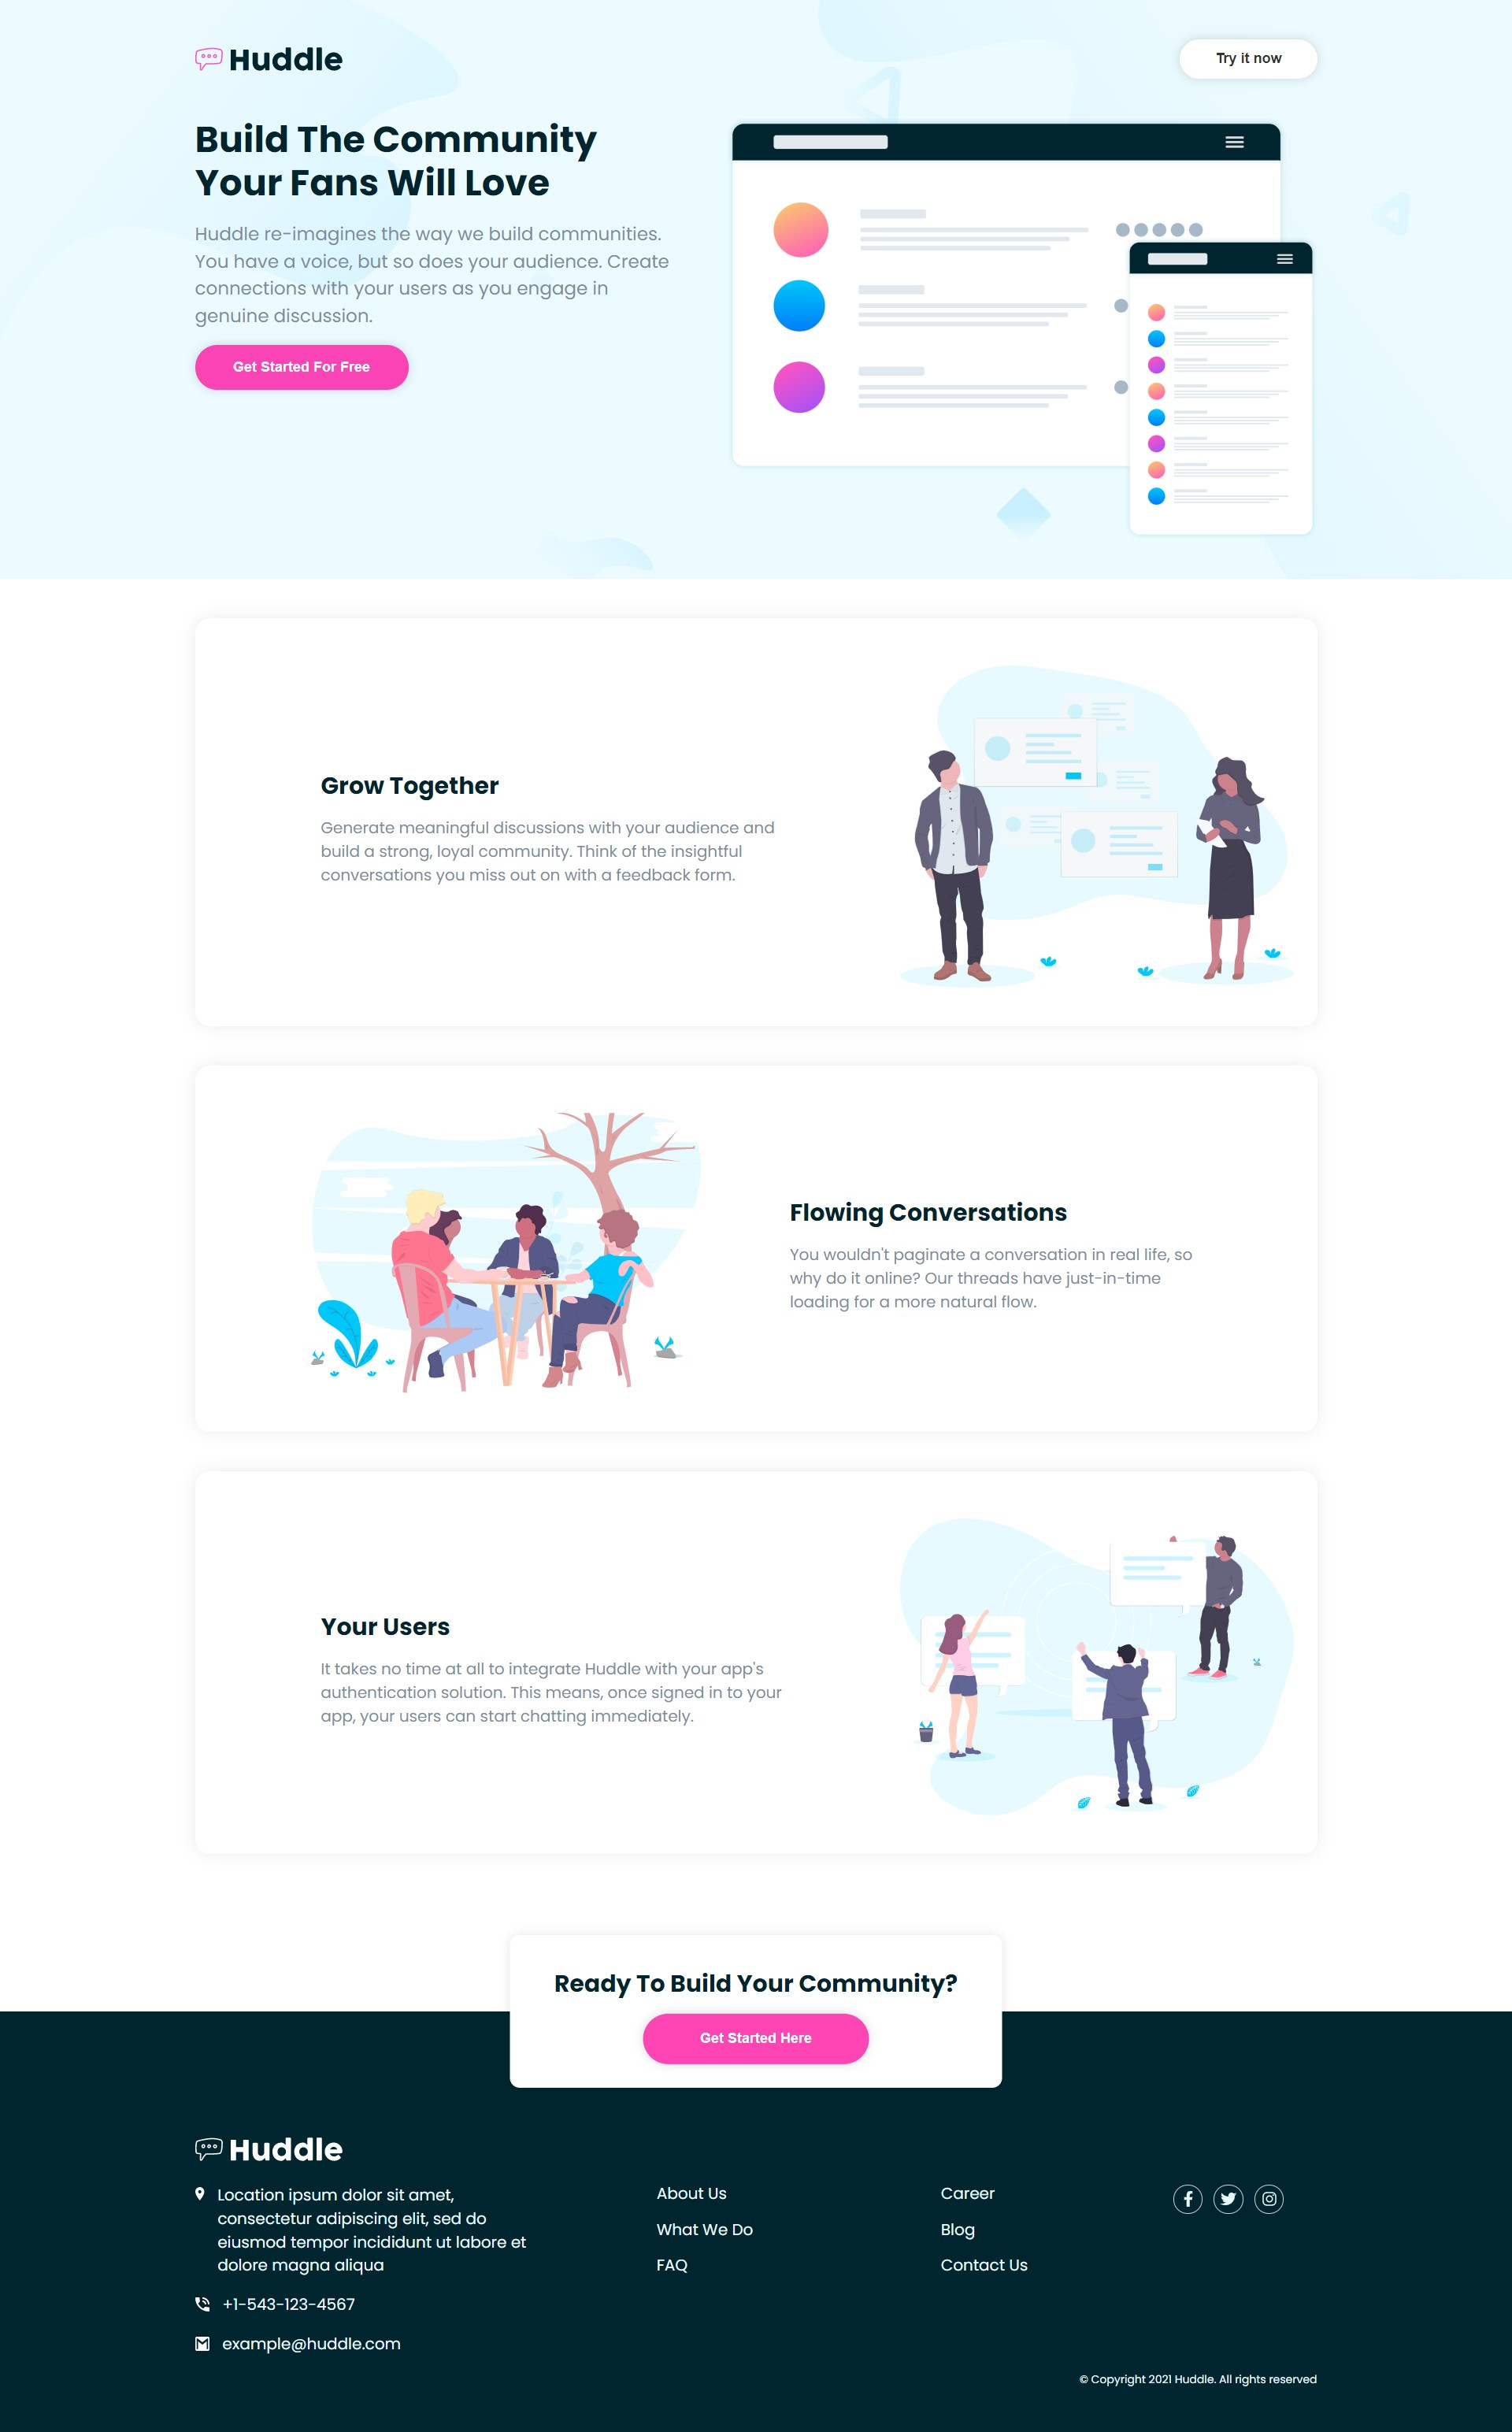 Huddle
Try it now
Build The Community
Your Fans Will Love
Huddle re-imagines the way we build communities.
You have a voice, but so does your audience. Create
connections with your users as you engage in
genuine discussion.
Get Started For Free
Grow Together
Generate meaningful discussions with your audience and
build a strong, loyal community. Think of the insightful
conversations you miss out on with a feedback form.
Flowing Conversations
You wouldn't paginate a conversation in real life, so
why do it online? Our threads have just-in-time
loading for a more natural flow.
Your Users
It takes no time at all to integrate Huddle with your app's
authentication solution. This means, once signed in to your
app, your users can start chatting immediately.
Ready To Build Your Community?
Get Started Here
Huddle
Location ipsum dolor sit amet,
consectetur adipiscing elit, sed do
eiusmod tempor incididunt ut labore et
dolore magna aliqua
+1-543-123-4567
example@huddle.com
About Us
What We Do
FAQ
Career
Blog
Contact Us
© Copyright 2021 Huddle. All rights reserved